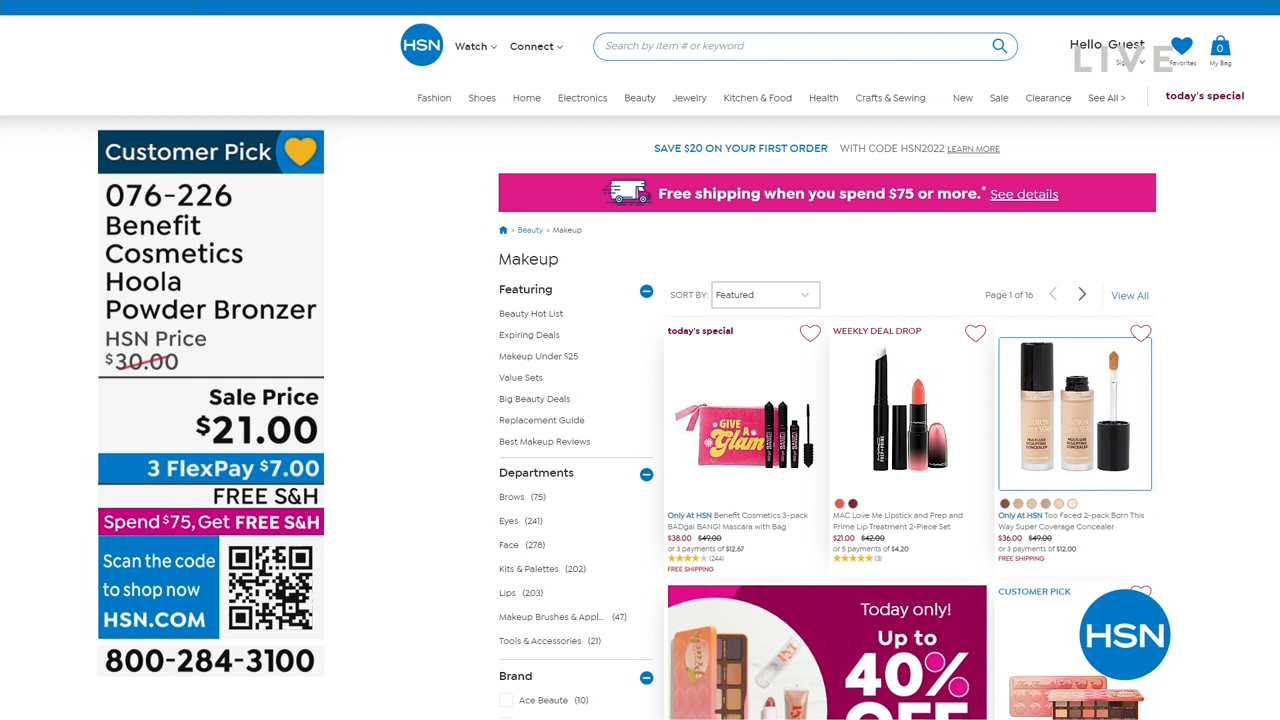 HSN
Watch
Connect
Search by item # or keyword
Hello, Guest
LIVE
Favorites
0
My Bag
Fashion
Shoes
Home
Electronics
Beauty
Jewelry
Kitchen & Food
Health
Crafts & Sewing
New
Sale
Clearance
See All >
today's special
Customer Pick
076-226
Benefit
Cosmetics
Hoola
Powder Bronzer
HSN Price
$30.00
Sale Price
$21.00
3 FlexPay $7.00
FREE S&H
Spend $75, Get FREE S&H
Scan the code
to shop now
HSN.COM
800-284-3100
SAVE $20 ON YOUR FIRST ORDER WITH CODE HSN2022 LEARN MORE
Free shipping when you spend $75 or more.* See details
> Beauty > Makeup
Makeup
Featuring
Beauty Hot List
Expiring Deals
Makeup Under $25
Value Sets
Big Beauty Deals
Replacement Guide
Best Makeup Reviews
Departments
Brows (75)
Eyes (241)
Face (278)
Kits & Palettes (202)
Lips (203)
Makeup Brushes & Appl... (47)
Tools & Accessories (21)
Brand
Ace Beaute (10)
SORT BY: Featured
Page 1 of 16
View All
today's special
GIVE A
Glam
Only At HSN Benefit Cosmetics 3-pack
BADgal BANG! Mascara with Bag
$38.00 $49.00
or 3 payments of $12.67
(244)
FREE SHIPPING
WEEKLY DEAL DROP
MAC Love Me Lipstick and Prep and
Prime Lip Treatment 2-Piece Set
$21.00 $42.00
or 5 payments of $4.20
(3)
Only At HSN Too Faced 2-pack Born This
Way Super Coverage Concealer
$36.00 $49.00
or 3 payments of $12.00
FREE SHIPPING
Today only!
Up to
40%
OFF
CUSTOMER PICK
HSN